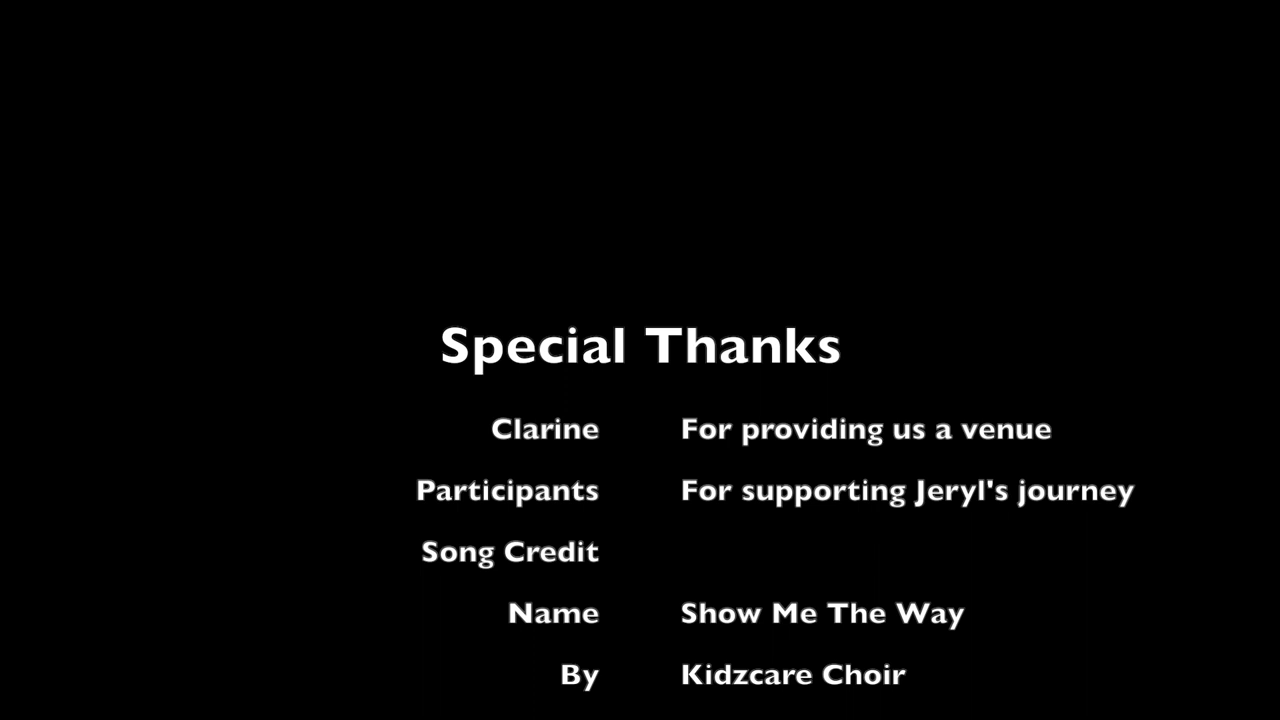 Special Thanks
Clarine For providing us a venue
Participants For supporting Jeryl's journey
Song Credit
Name Show Me The Way
By Kidzcare Choir